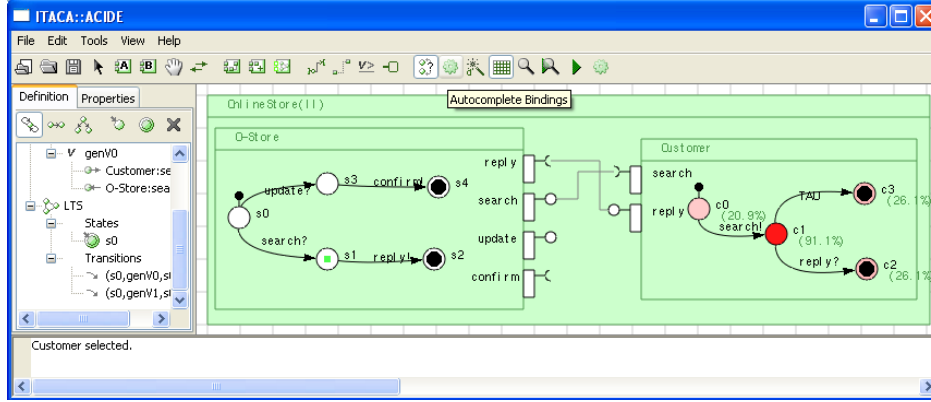 ITACA::ACIDE
File Edit Tools View Help
Autocomplete Bindings
Definition Properties
V genV0
Customer:se
O-Store:sea
LTS
States
s0
Transitions
(s0,genV0,s
(s0,genV1,s
OnlineStore(II)
O-Store
s0
update?
s3
confirm!
s4
search?
s1
reply!
s2
reply
search
update
confirm
Customer
search
reply
c0
(20.9%)
search!
TAU
c3
(26.1%)
c1
(91.1%)
reply?
c2
(26.1%)
Customer selected.